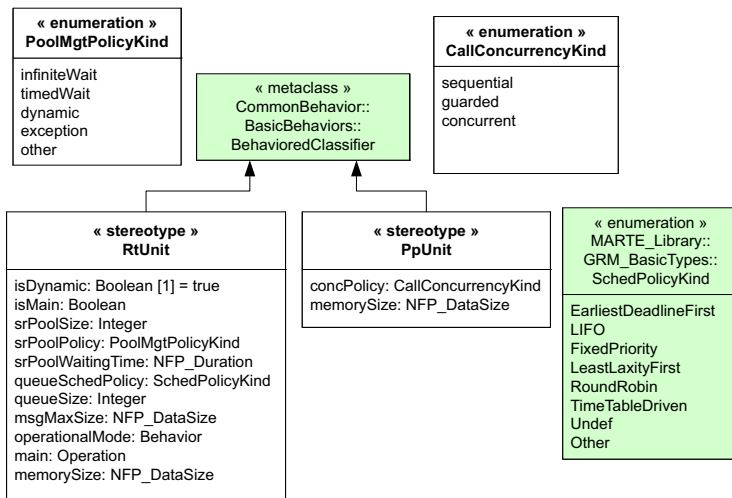 « enumeration »
PoolMgtPolicyKind
infiniteWait
timedWait
dynamic
exception
other
« metaclass »
CommonBehavior::
BasicBehaviors::
BehavioredClassifier
« enumeration »
CallConcurrencyKind
sequential
guarded
concurrent
« stereotype »
RtUnit
isDynamic: Boolean [1] = true
isMain: Boolean
srPoolSize: Integer
srPoolPolicy: PoolMgtPolicyKind
srPoolWaitingTime: NFP_Duration
queueSchedPolicy: SchedPolicyKind
queueSize: Integer
msgMaxSize: NFP_DataSize
operationalMode: Behavior
main: Operation
memorySize: NFP_DataSize
« stereotype »
PpUnit
concPolicy: CallConcurrencyKind
memorySize: NFP_DataSize
« enumeration »
MARTE_Library::
GRM_BasicTypes::
SchedPolicyKind
EarliestDeadlineFirst
LIFO
FixedPriority
LeastLaxityFirst
RoundRobin
TimeTableDriven
Undef
Other